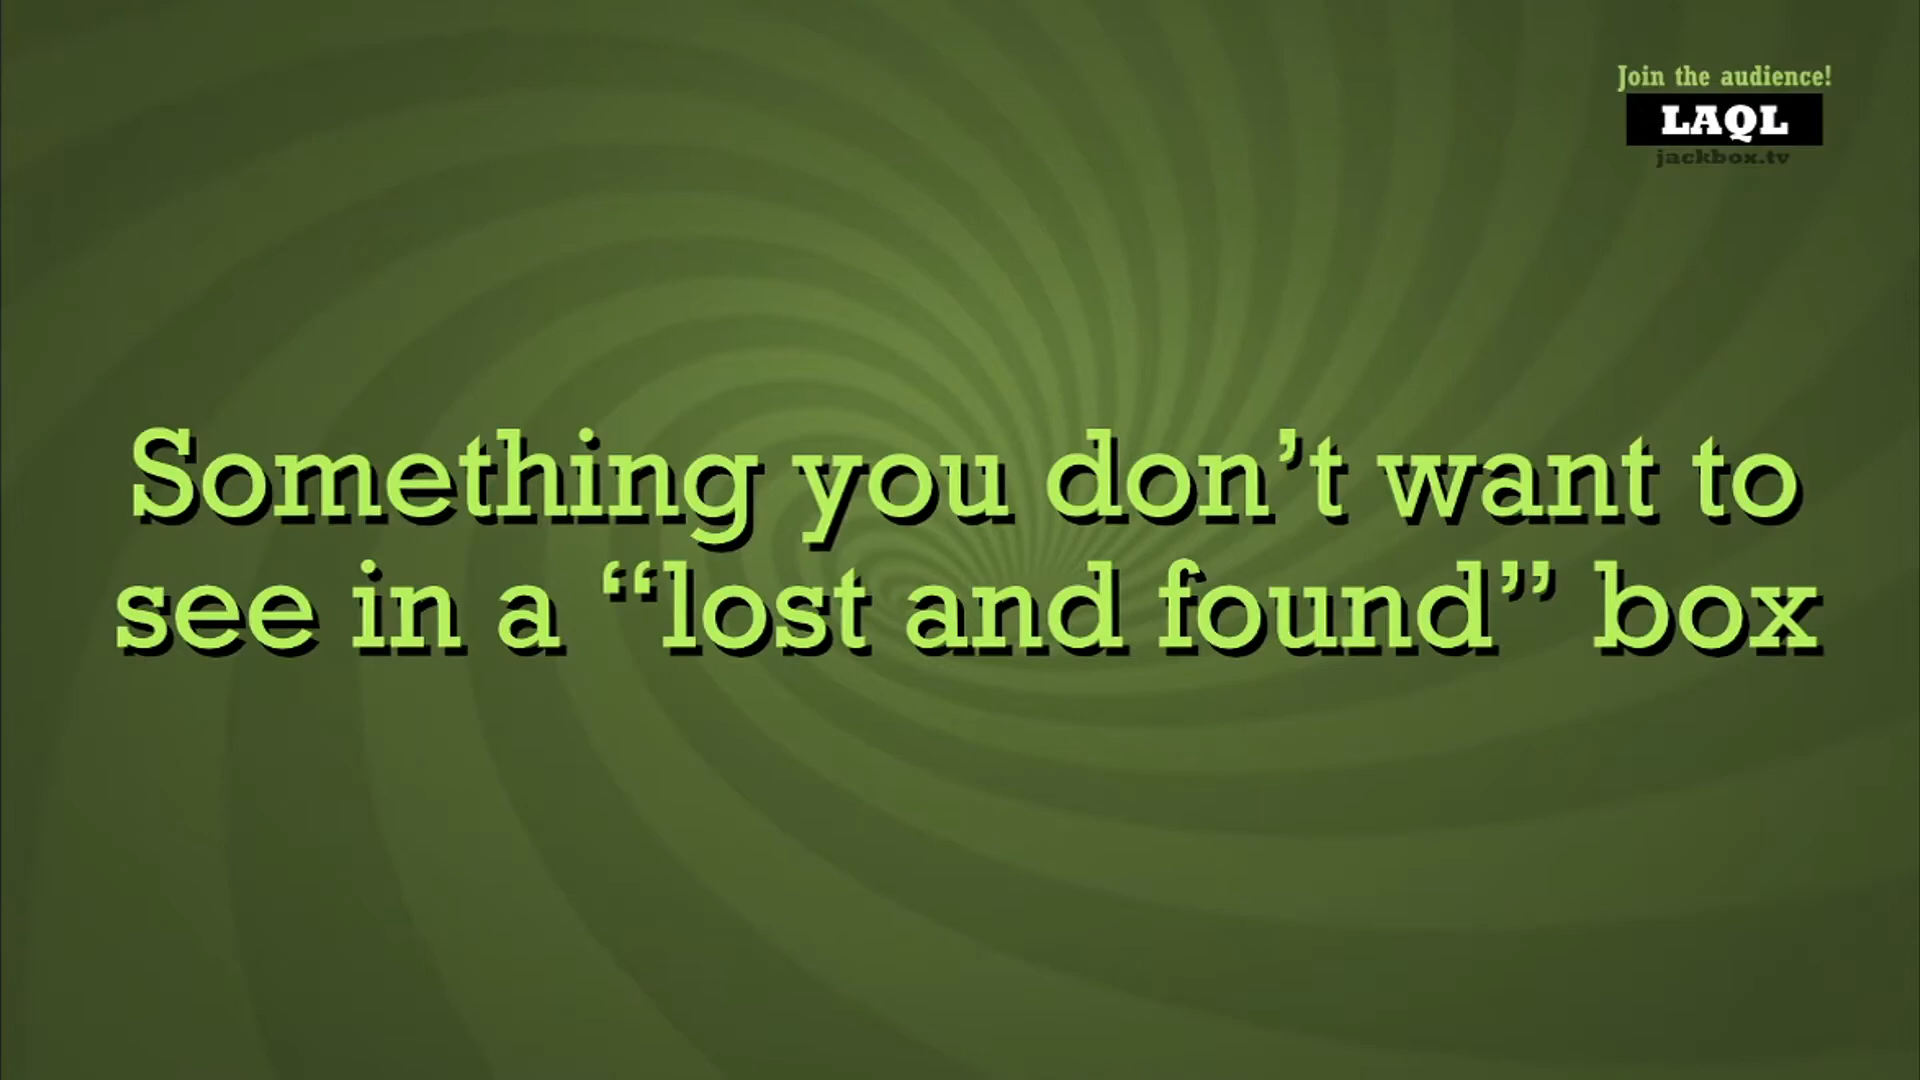 Join the audience!
LAQL
jackbox.tv
Something you don’t want to
see in a “lost and found” box